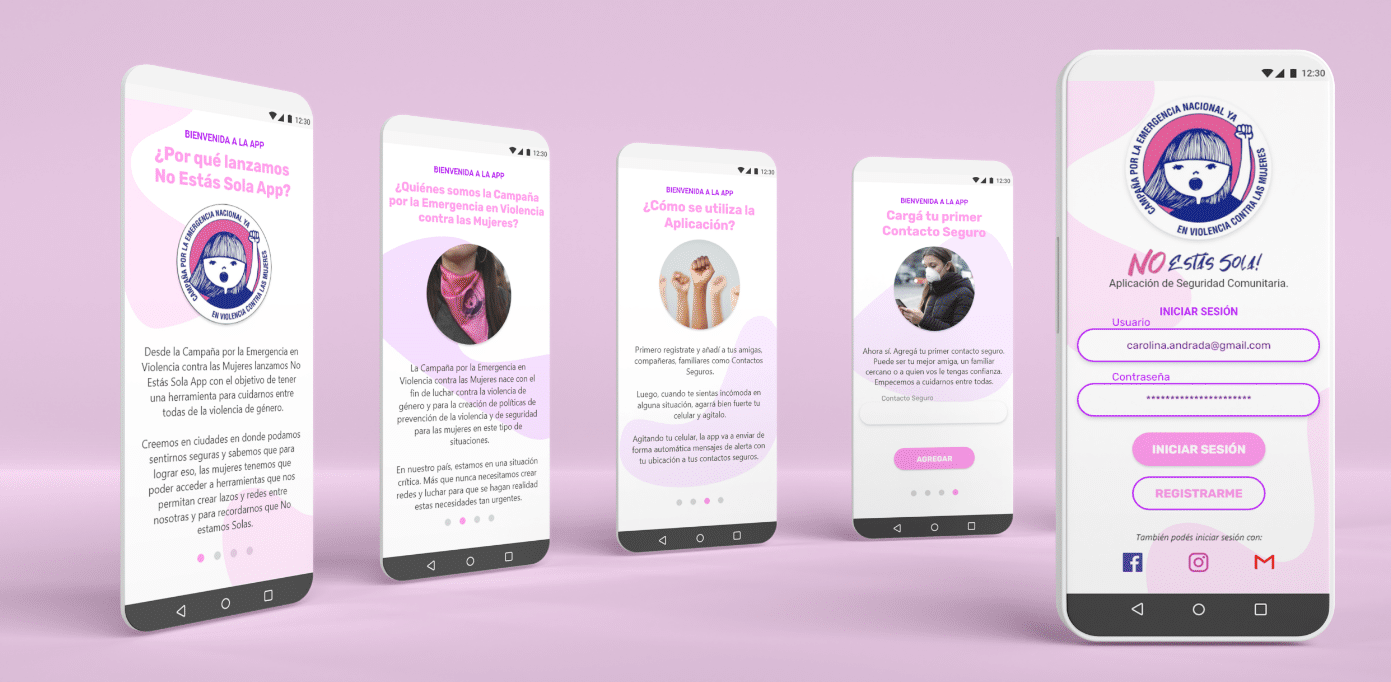 12:30
BIENVENIDA A LA APP
¿Por qué lanzamos
No Estás Sola App?
CAMPAÑA POR LA EMERGENCIA NACIONAL YA
EN VIOLENCIA CONTRA LAS MUJERES
Desde la Campaña por la Emergencia en
Violencia contra las Mujeres lanzamos No
Estás Sola App con el objetivo de tener
una herramienta para cuidarnos entre
todas de la violencia de género.
Creemos en ciudades en donde podamos
sentirnos seguras y sabemos que para
lograr eso, las mujeres tenemos que
poder acceder a herramientas que nos
permitan crear lazos y redes entre
nosotras y para recordarnos que No
estamos Solas.
12:30
BIENVENIDA A LA APP
¿Quiénes somos la Campaña
por la Emergencia en Violencia
contra las Mujeres?
La Campaña por la Emergencia en
Violencia contra las Mujeres nace con el
fin de luchar contra la violencia de
género y para la creación de políticas de
prevención de la violencia y de seguridad
para las mujeres en este tipo de
situaciones.
En nuestro país, estamos en una situación
crítica. Más que nunca necesitamos crear
redes y luchar para que se hagan realidad
estas necesidades tan urgentes.
12:30
BIENVENIDA A LA APP
¿Cómo se utiliza la
Aplicación?
Primero registrate y añadí a tus amigas,
compañeras, familiares como Contactos
Seguros.
Luego, cuando te sientas incómoda en
alguna situación, agarrá bien fuerte tu
celular y agitalo.
Agitando tu celular, la app va a enviar de
forma automática mensajes de alerta con
tu ubicación a tus contactos seguros.
12:30
BIENVENIDA A LA APP
Cargá tu primer
Contacto Seguro
Ahora sí. Agregá tu primer contacto seguro.
Puede ser tu mejor amiga, un familiar
cercano o a quien vos le tengas confianza.
Empecemos a cuidarnos entre todas.
Contacto Seguro
AGREGAR
12:30
CAMPAÑA POR LA EMERGENCIA NACIONAL YA
EN VIOLENCIA CONTRA LAS MUJERES
NO ESTÁS SOLA!
Aplicación de Seguridad Comunitaria.
INICIAR SESIÓN
Usuario
carolina.andrada@gmail.com
Contraseña
**********************
INICIAR SESIÓN
REGISTRARME
También podés iniciar sesión con: